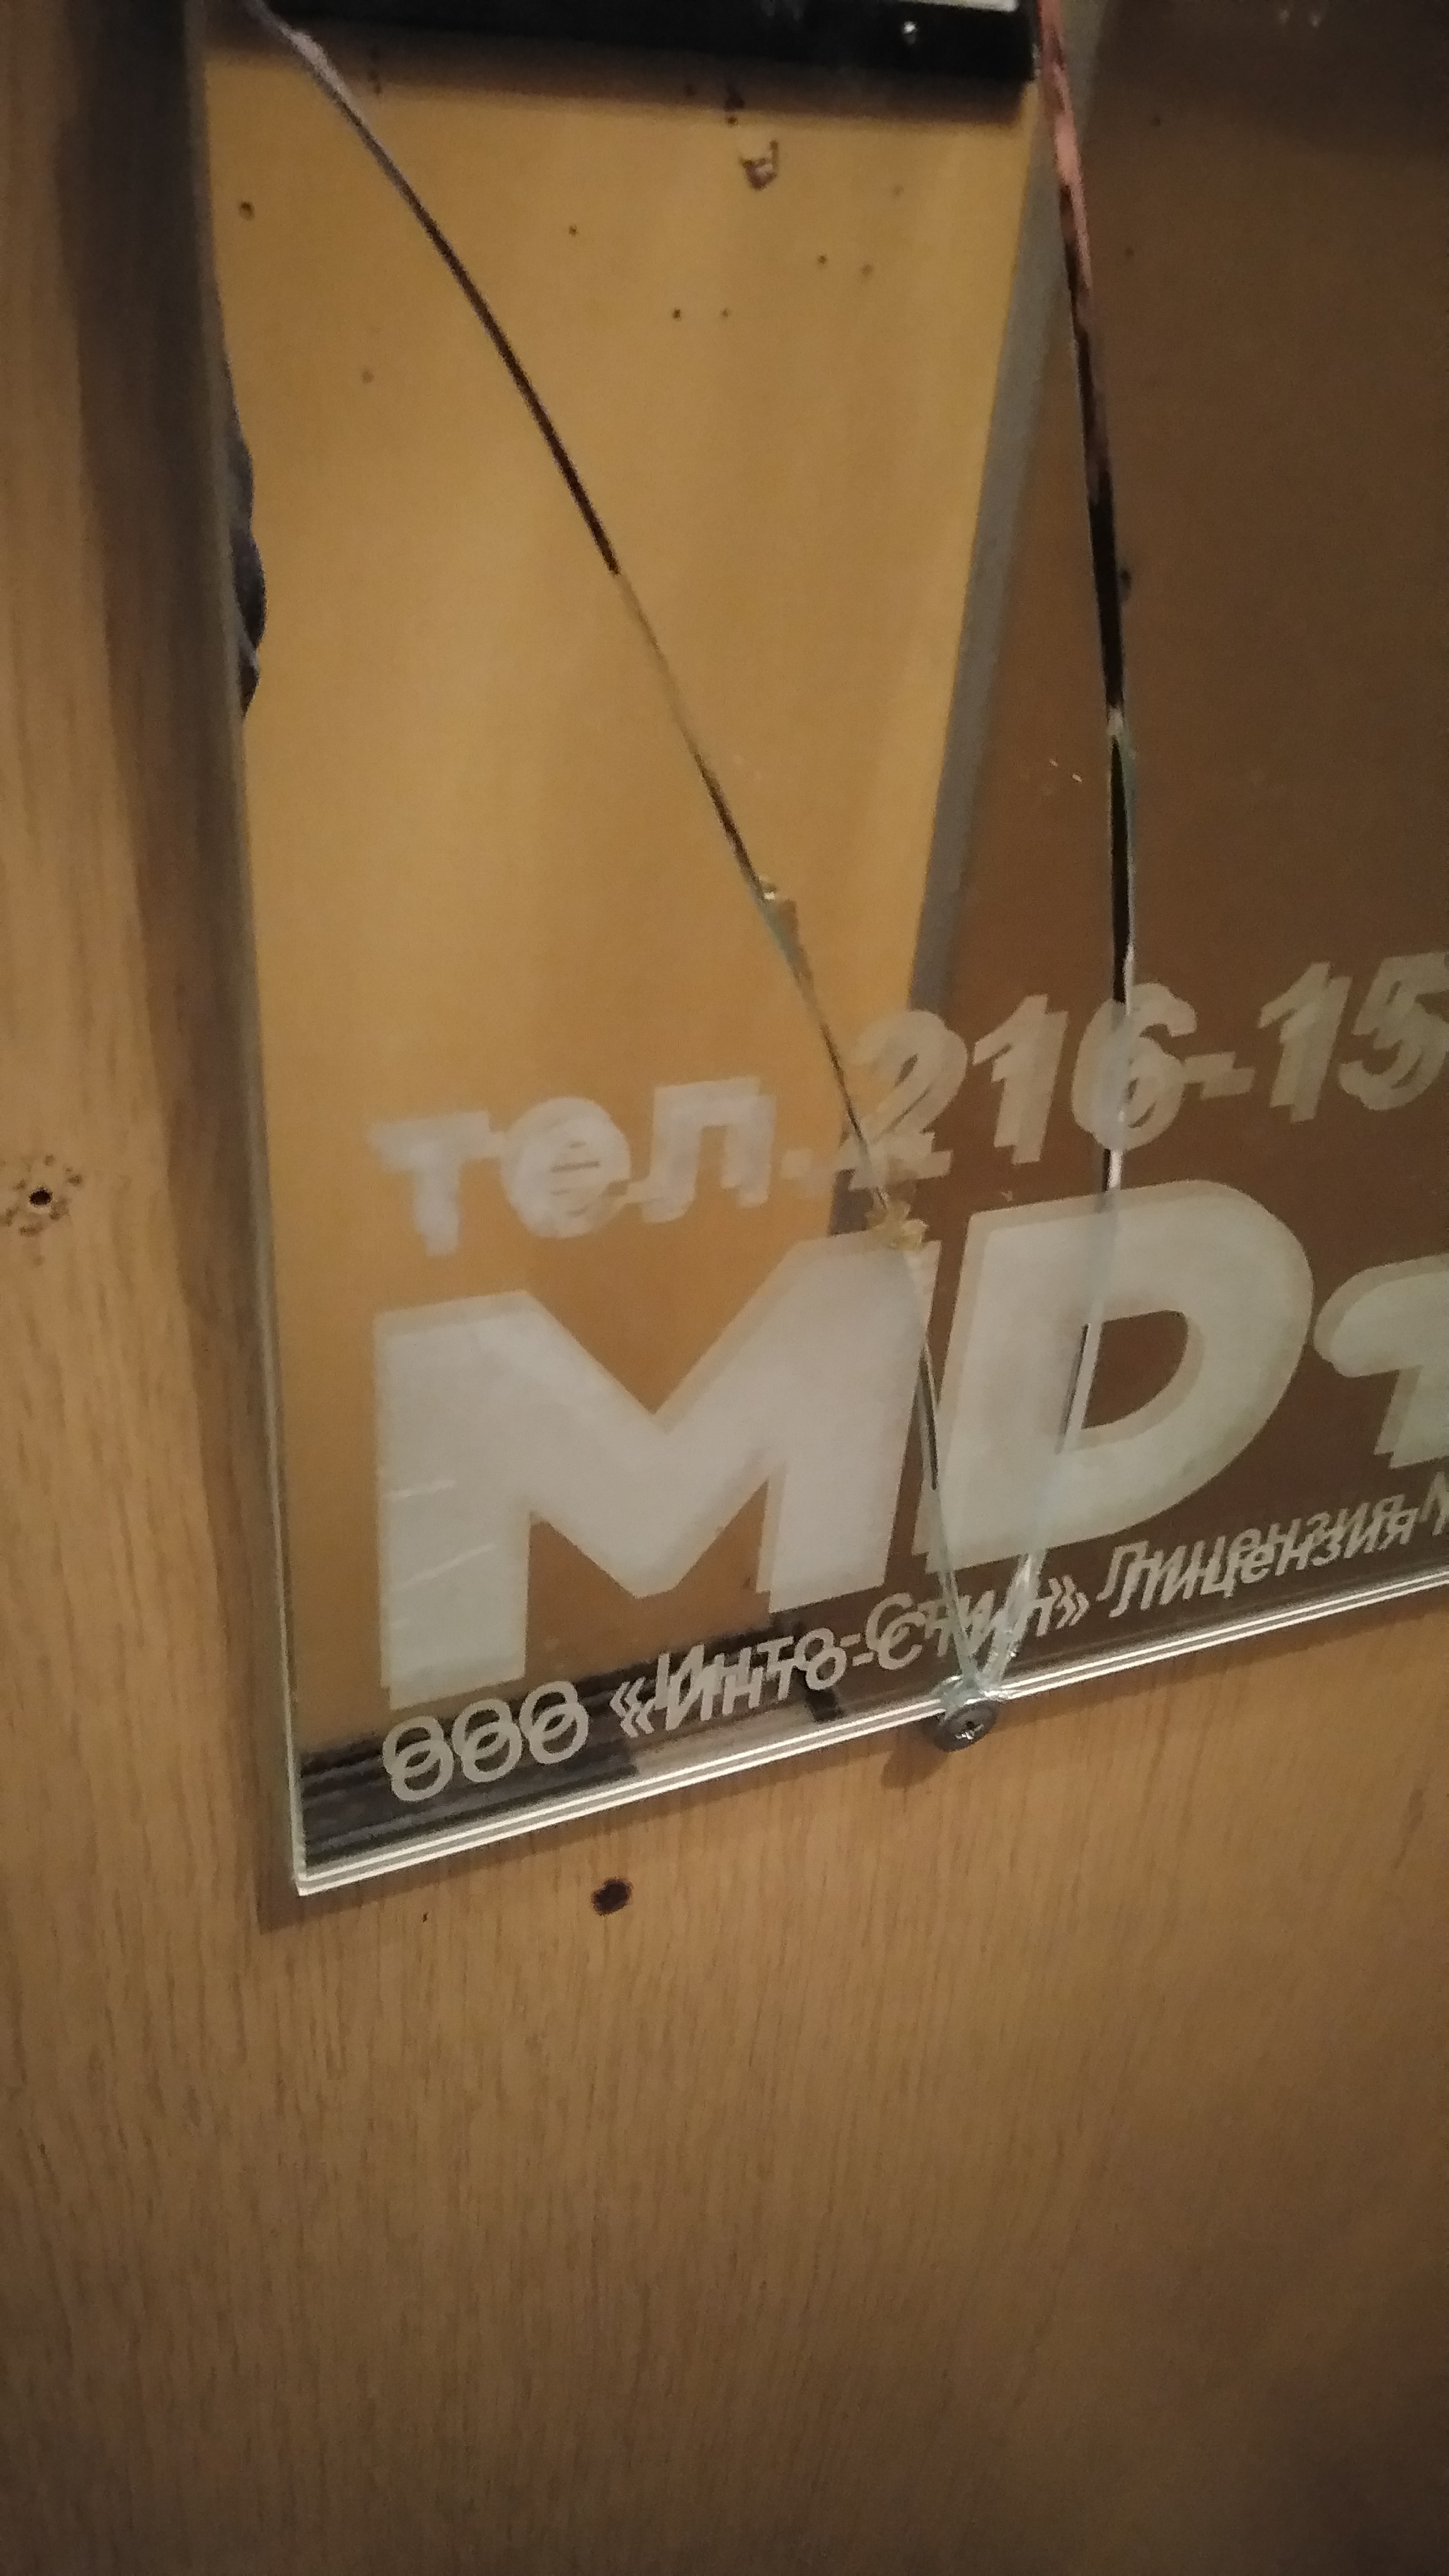 тел. 216-15
MD
ООО «Инто-Стил» Лицензия